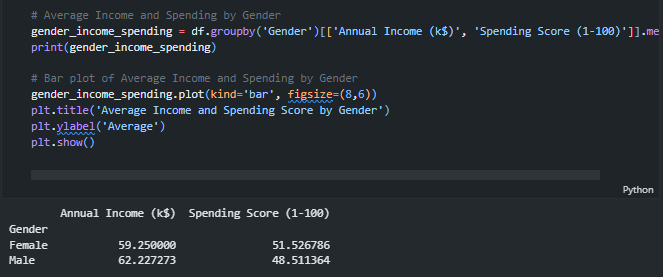 # Average Income and Spending by Gender
gender_income_spending = df.groupby('Gender')[['Annual Income (k$)', 'Spending Score (1-100)']].me
print(gender_income_spending)
# Bar plot of Average Income and Spending by Gender
gender_income_spending.plot(kind='bar', figsize=(8,6))
plt.title('Average Income and Spending Score by Gender')
plt.ylabel('Average')
plt.show()
Python
Annual Income (k$) Spending Score (1-100)
Gender
Female 59.250000 51.526786
Male 62.227273 48.511364